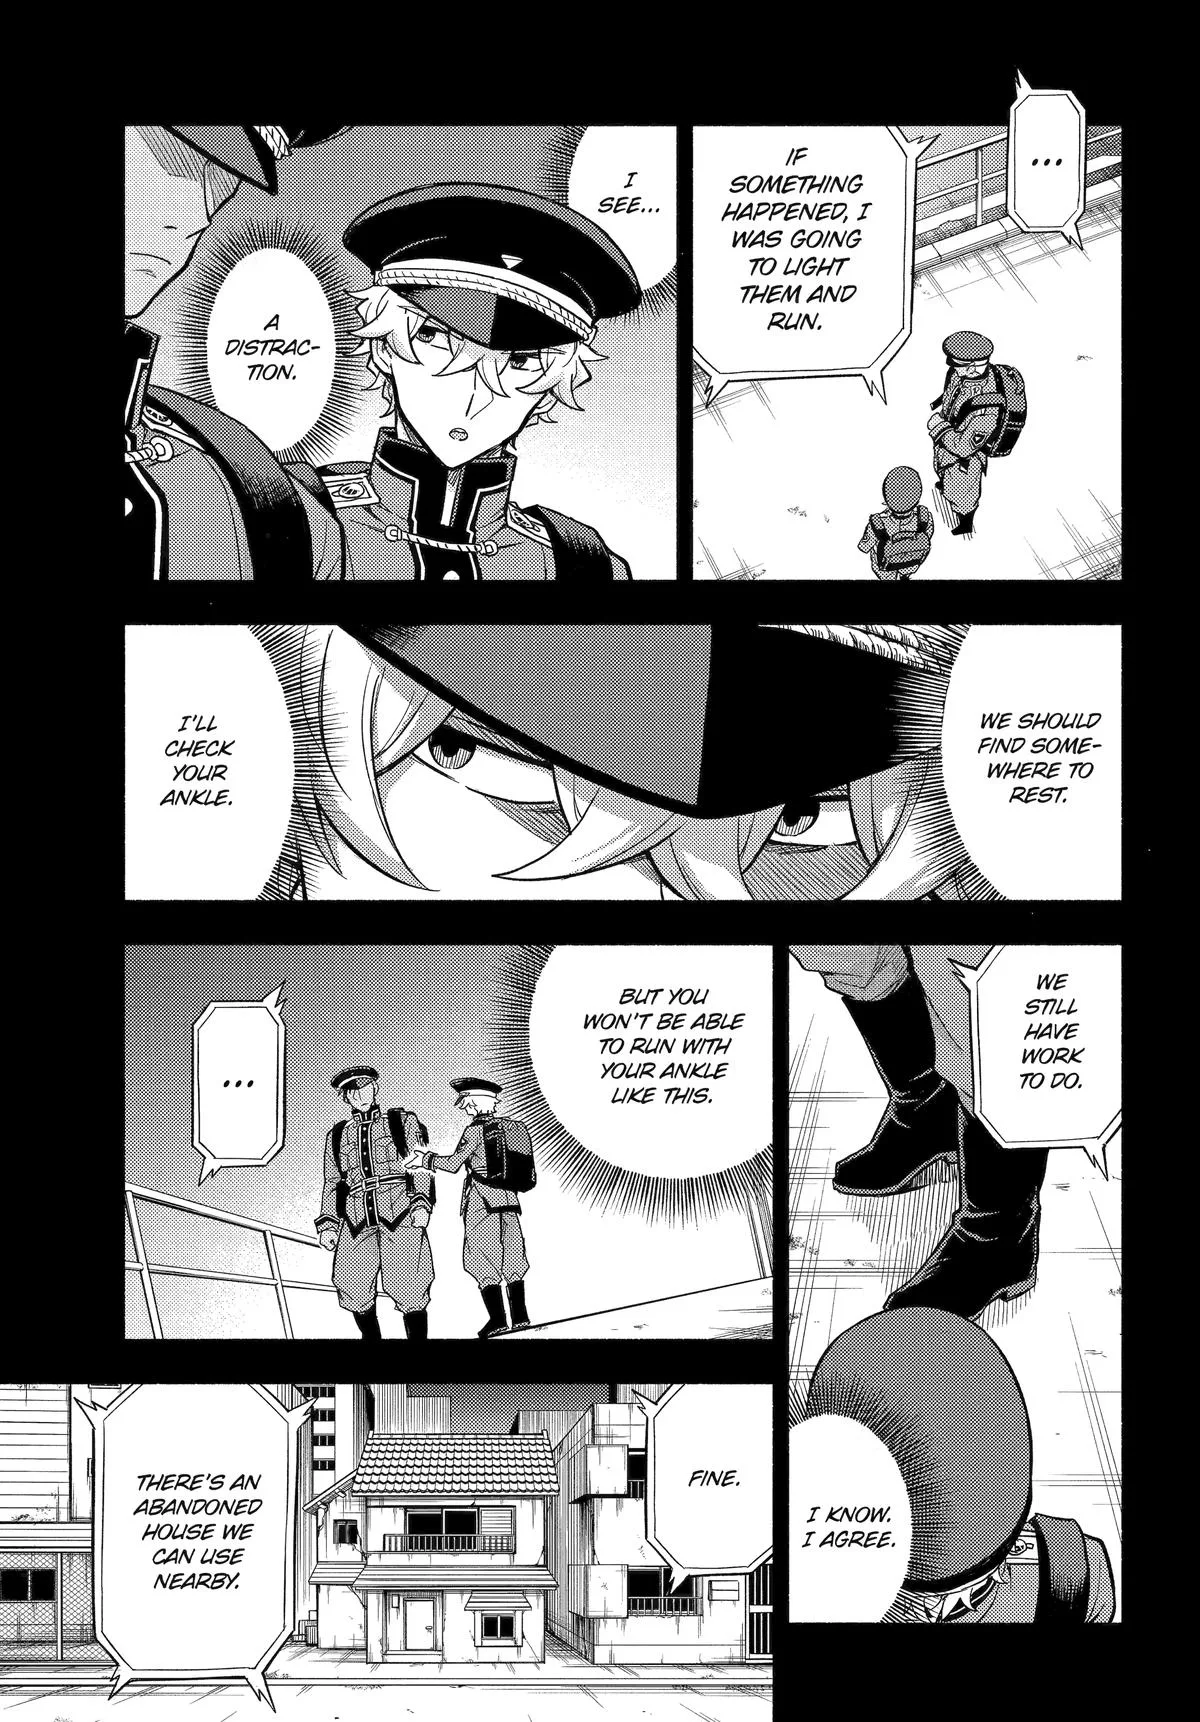 ...
IF
SOMETHING
HAPPENED, I
WAS GOING
TO LIGHT
THEM AND
RUN.
I
SEE...
A
DISTRAC-
TION.
WE SHOULD
FIND SOME-
WHERE TO
REST.
I'LL
CHECK
YOUR
ANKLE.
WE
STILL
HAVE
WORK
TO DO.
I KNOW.
I AGREE.
BUT YOU
WON'T BE ABLE
TO RUN WITH
YOUR ANKLE
LIKE THIS.
...
FINE.
THERE'S AN
ABANDONED
HOUSE WE
CAN USE
NEARBY.